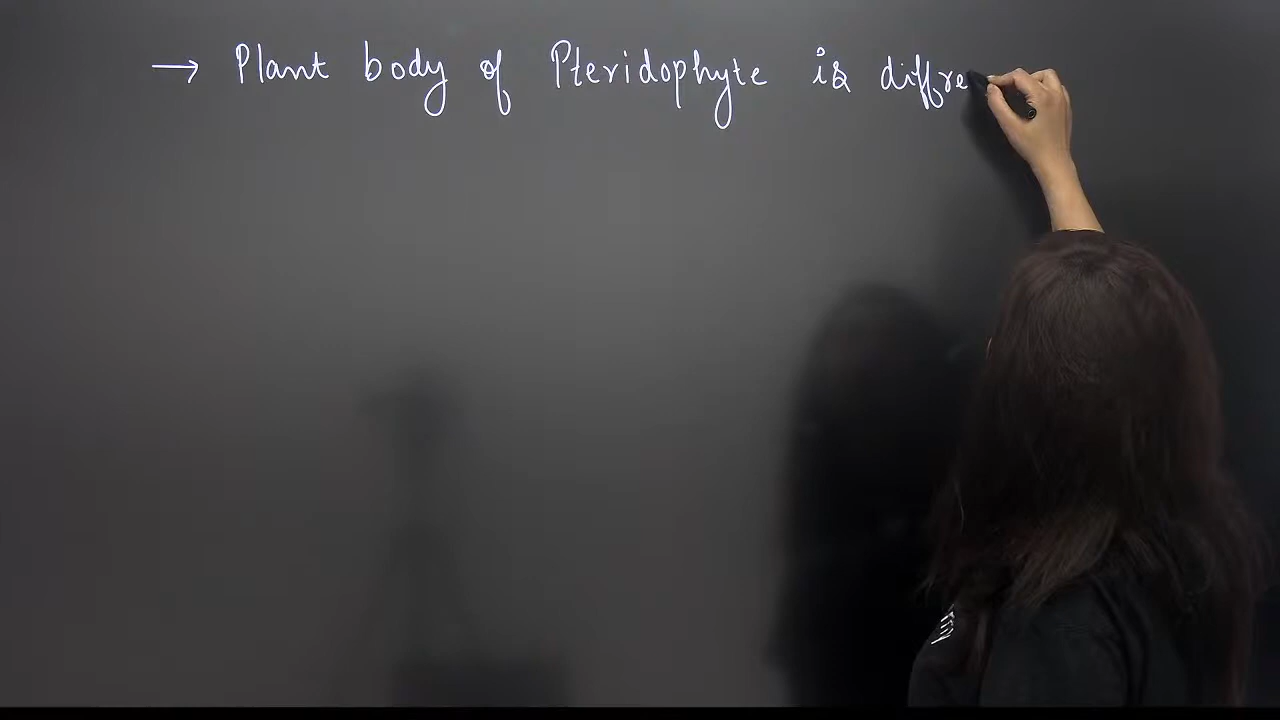 → Plant body of Pteridophyte is diffre